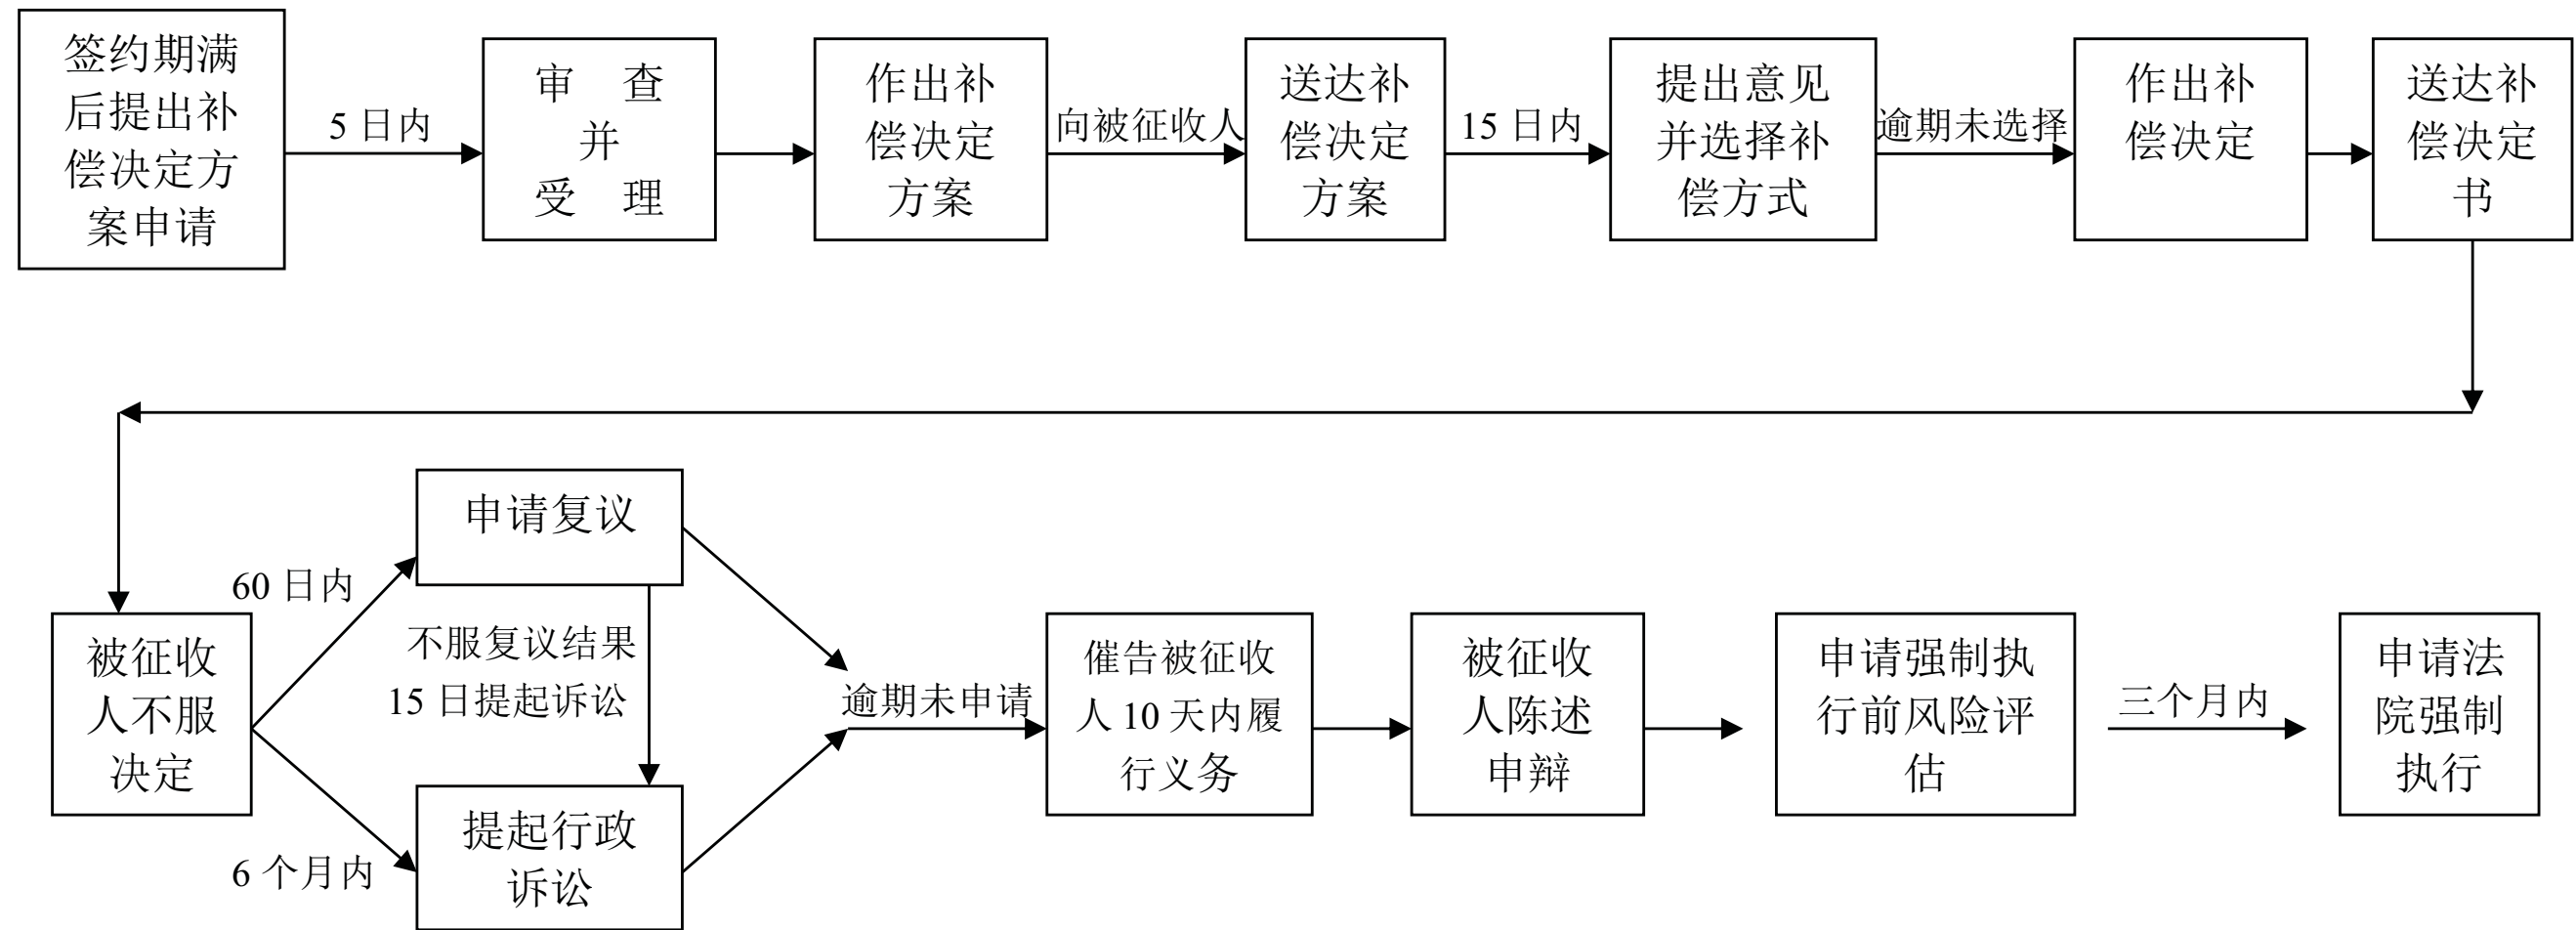 签约期满
后提出补
偿决定方
案申请
5 日内
审 查
并
受 理
作出补
偿决定
方案
向被征收人
送达补
偿决定
方案
15 日内
提出意见
并选择补
偿方式
逾期未选择
作出补
偿决定
送达补
偿决定
书
被征收
人不服
决定
60 日内
申请复议
不服复议结果
15 日提起诉讼
6 个月内
提起行政
诉讼
逾期未申请
催告被征收
人 10 天内履
行义务
被征收
人陈述
申辩
申请强制执
行前风险评
估
三个月内
申请法
院强制
执行